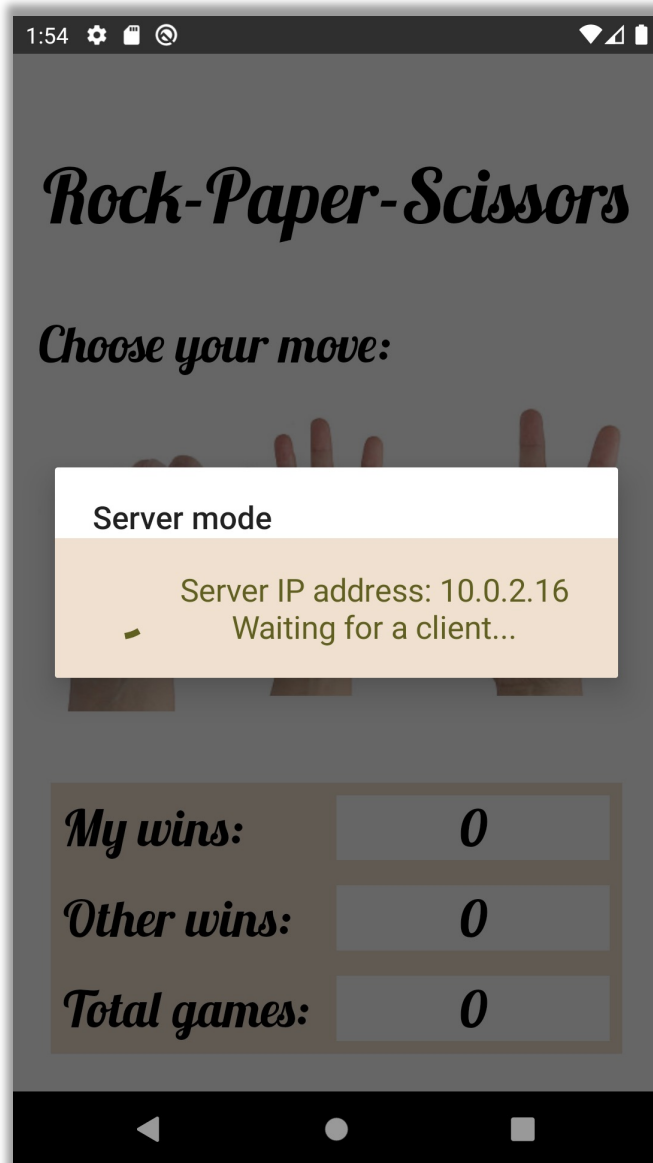 1:54
Rock-Paper-Scissors
Choose your move:
Server mode
Server IP address: 10.0.2.16
Waiting for a client...
My wins: 0
Other wins: 0
Total games: 0